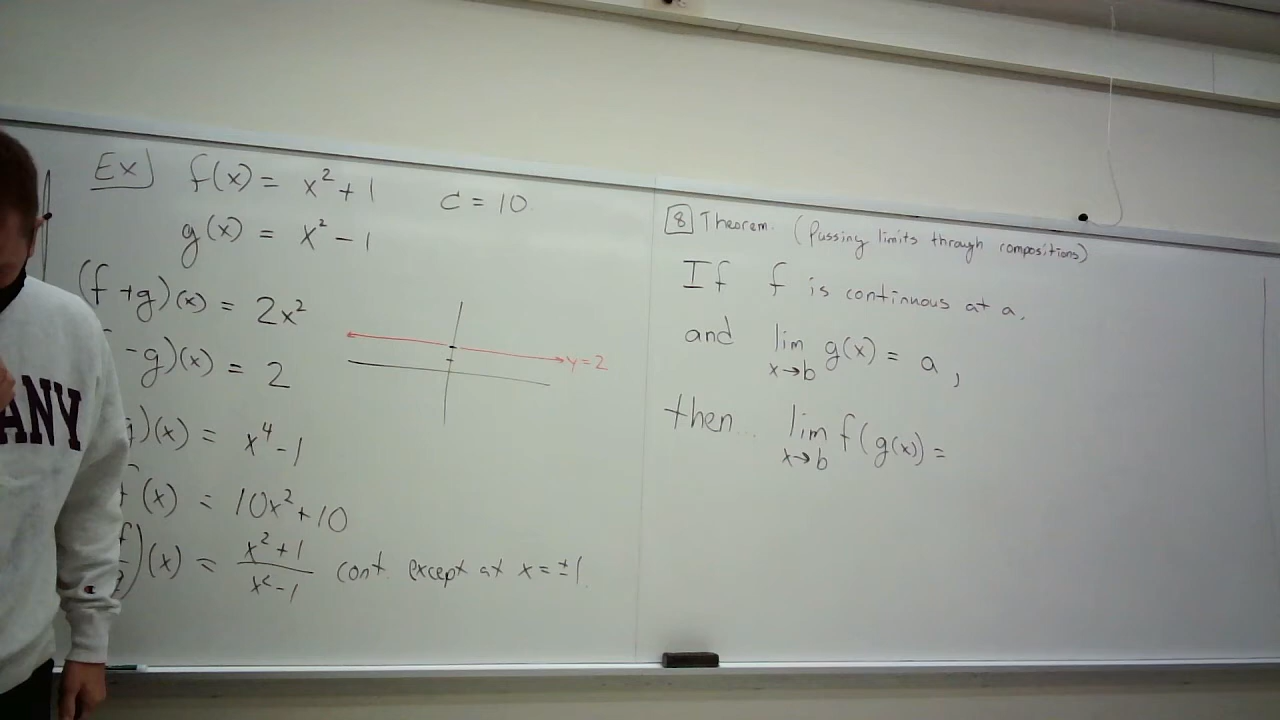 Ex] f(x) = x² + 1 C = 10
g(x) = x² - 1
(f+g)(x) = 2x²
-g)(x) = 2
)(x) = x⁴ - 1
(x) = 10x² + 10
)(x) = (x² + 1)/(x² - 1) cont. except at x = ±1.
y = 2
8 Theorem. (Passing limits through compositions)
If f is continuous at a,
and lim x→b g(x) = a,
then... lim x→b f(g(x)) =
ANY